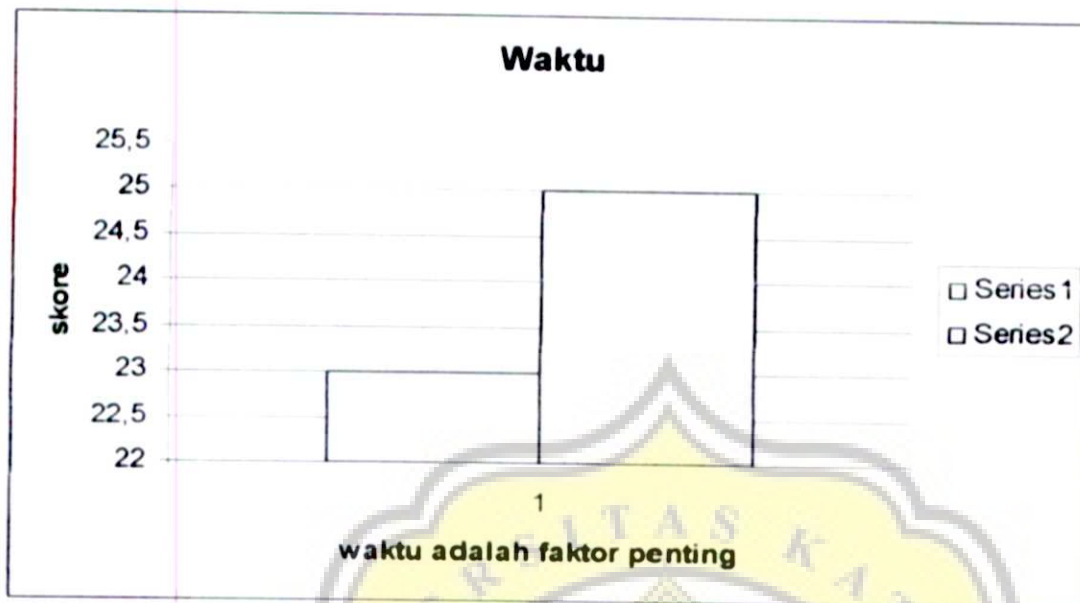 Waktu
25,5
25
24,5
24
23,5
23
22,5
22
skore
1
waktu adalah faktor penting
Series1
Series2